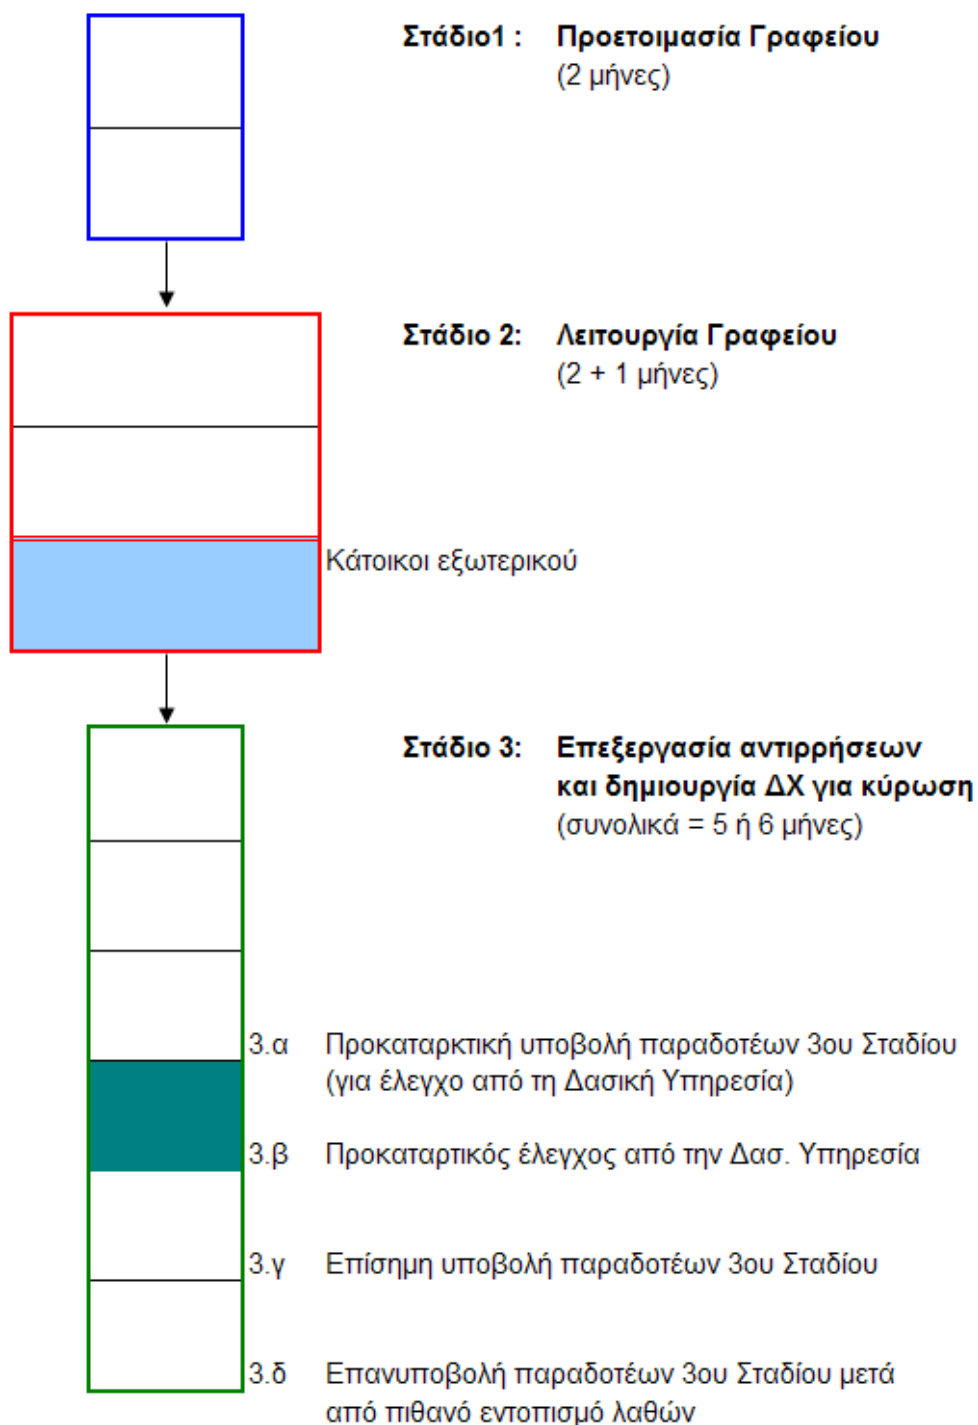 Στάδιο1 : Προετοιμασία Γραφείου
(2 μήνες)
Στάδιο 2: Λειτουργία Γραφείου
(2 + 1 μήνες)
Κάτοικοι εξωτερικού
Στάδιο 3: Επεξεργασία αντιρρήσεων
και δημιουργία ΔΧ για κύρωση
(συνολικά = 5 ή 6 μήνες)
3.α Προκαταρκτική υποβολή παραδοτέων 3ου Σταδίου
(για έλεγχο από τη Δασική Υπηρεσία)
3.β Προκαταρτικός έλεγχος από την Δασ. Υπηρεσία
3.γ Επίσημη υποβολή παραδοτέων 3ου Σταδίου
3.δ Επανυποβολή παραδοτέων 3ου Σταδίου μετά
από πιθανό εντοπισμό λαθών